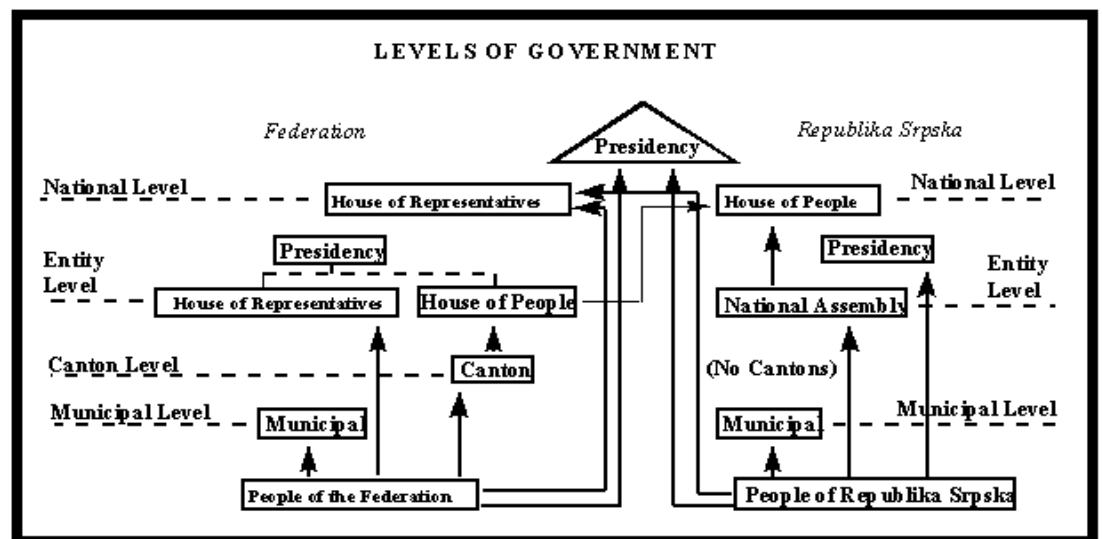 LEVELS OF GOVERNMENT
Federation
Republika Srpska
Presidency
National Level
House of Representatives
House of People
National Level
Presidency
Presidency
Entity
Level
House of Representatives
House of People
National Assembly
Entity
Level
Canton Level
Canton
(No Cantons)
Municipal Level
Municipal
Municipal
Municipal Level
People of the Federation
People of Republika Srpska